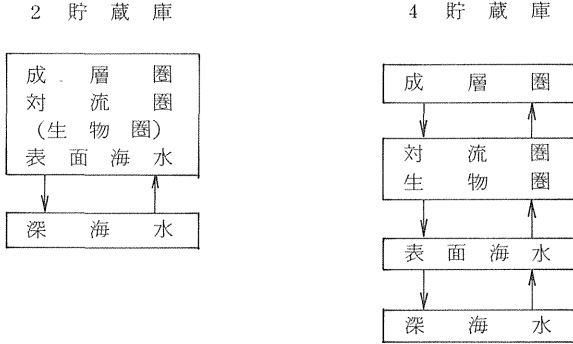 2 貯蔵庫
成層圏
対流圏
(生物圏)
表面海水
深海水
4 貯蔵庫
成層圏
対流圏
生物圏
表面海水
深海水